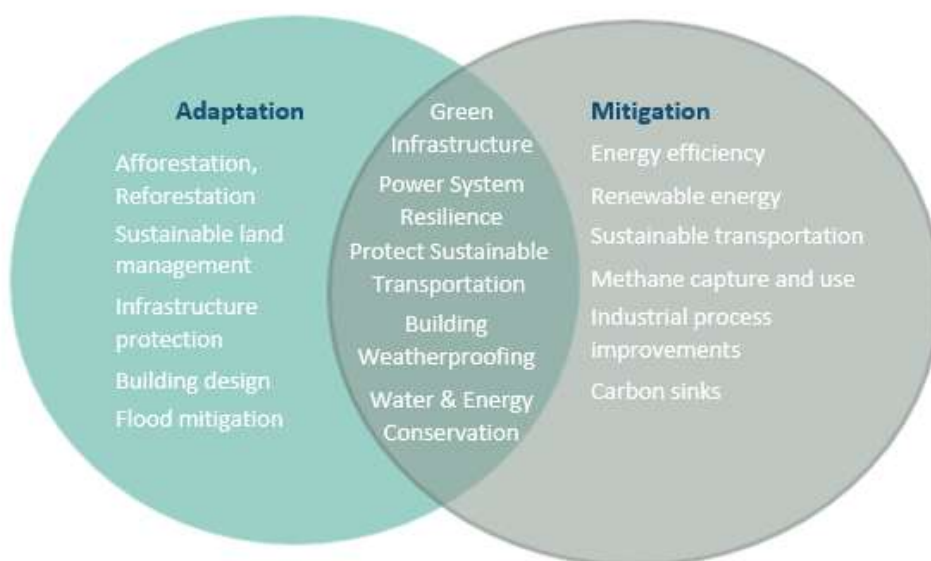 Adaptation
Afforestation,
Reforestation
Sustainable land
management
Infrastructure
protection
Building design
Flood mitigation
Green
Infrastructure
Power System
Resilience
Protect Sustainable
Transportation
Building
Weatherproofing
Water & Energy
Conservation
Mitigation
Energy efficiency
Renewable energy
Sustainable transportation
Methane capture and use
Industrial process
improvements
Carbon sinks